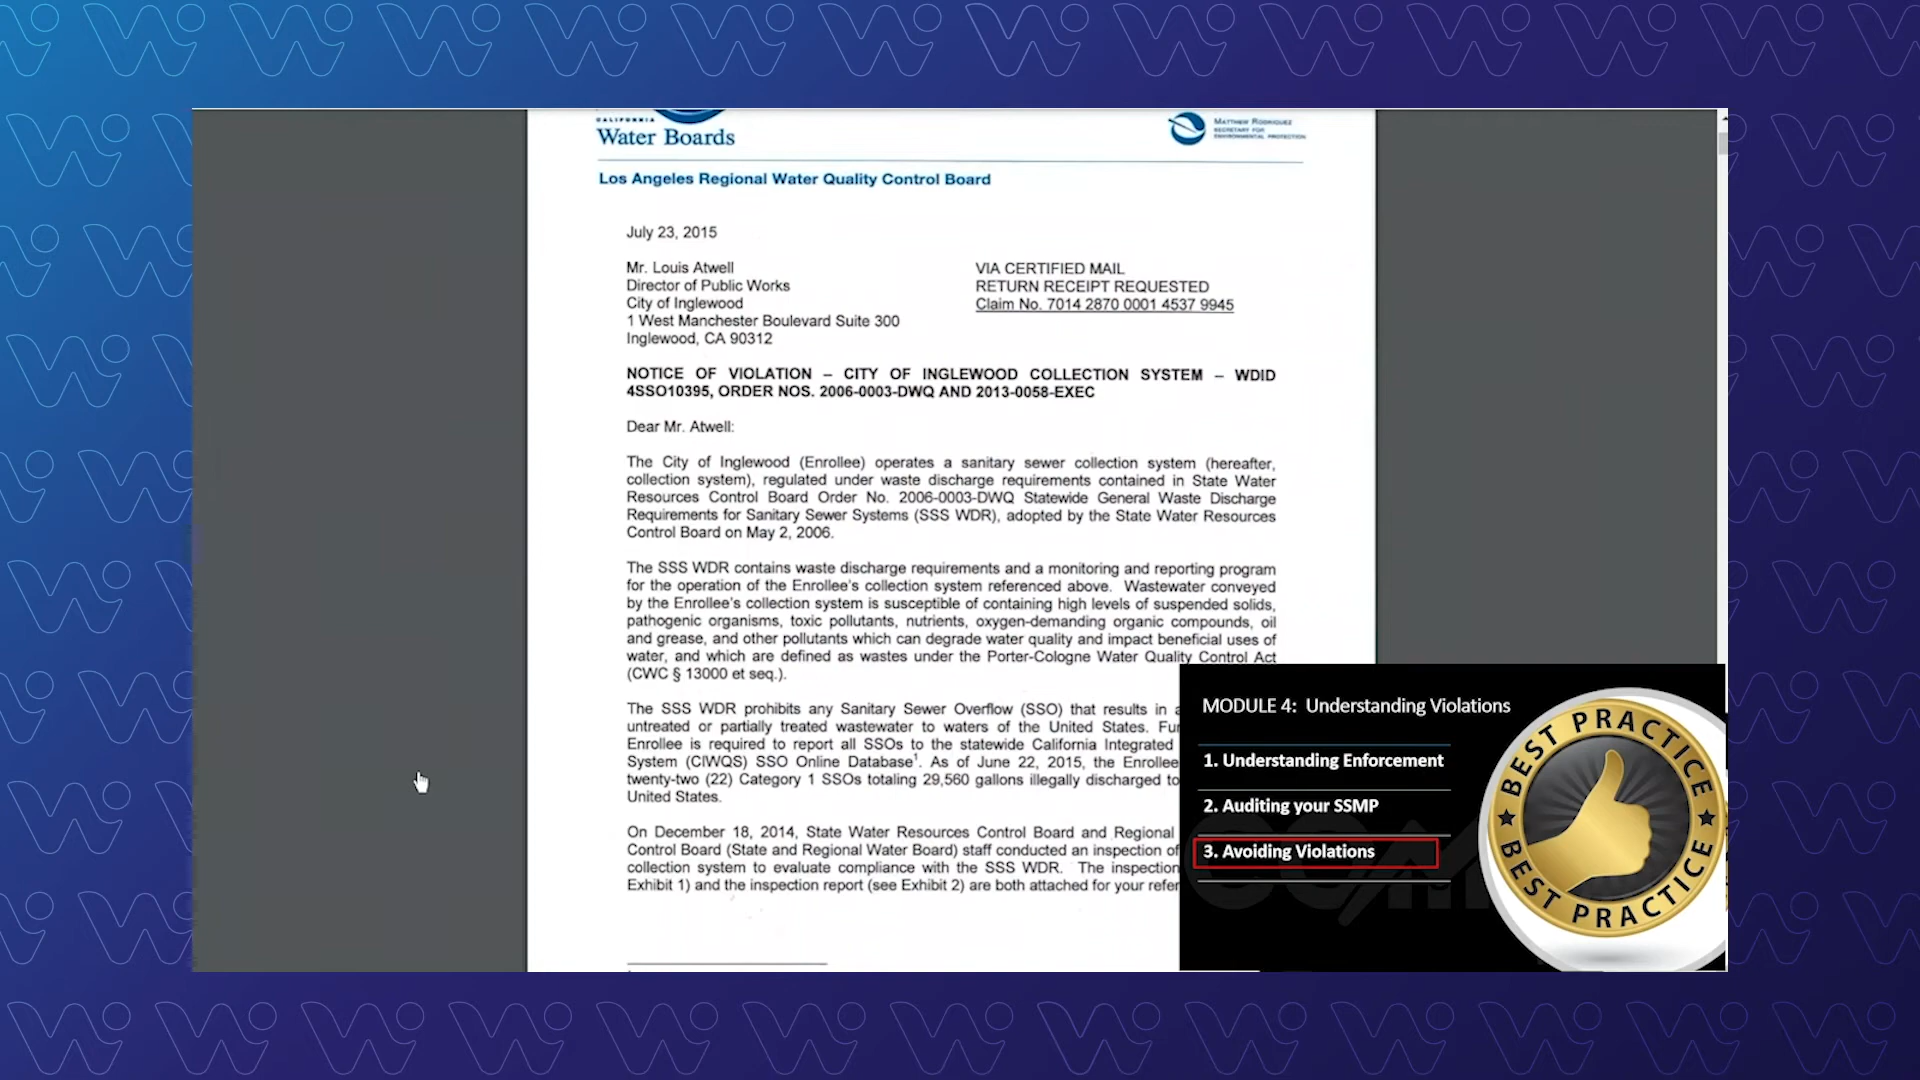 CALIFORNIA
Water Boards
MATTHEW RODRIQUEZ
SECRETARY FOR
ENVIRONMENTAL PROTECTION
Los Angeles Regional Water Quality Control Board
July 23, 2015
Mr. Louis Atwell
Director of Public Works
City of Inglewood
1 West Manchester Boulevard Suite 300
Inglewood, CA 90312
VIA CERTIFIED MAIL
RETURN RECEIPT REQUESTED
Claim No. 7014 2870 0001 4537 9945
NOTICE OF VIOLATION – CITY OF INGLEWOOD COLLECTION SYSTEM – WDID
4SSO10395, ORDER NOS. 2006-0003-DWQ AND 2013-0058-EXEC
Dear Mr. Atwell:
The City of Inglewood (Enrollee) operates a sanitary sewer collection system (hereafter,
collection system), regulated under waste discharge requirements contained in State Water
Resources Control Board Order No. 2006-0003-DWQ Statewide General Waste Discharge
Requirements for Sanitary Sewer Systems (SSS WDR), adopted by the State Water Resources
Control Board on May 2, 2006.
The SSS WDR contains waste discharge requirements and a monitoring and reporting program
for the operation of the Enrollee's collection system referenced above. Wastewater conveyed
by the Enrollee's collection system is susceptible of containing high levels of suspended solids,
pathogenic organisms, toxic pollutants, nutrients, oxygen-demanding organic compounds, oil
and grease, and other pollutants which can degrade water quality and impact beneficial uses of
water, and which are defined as wastes under the Porter-Cologne Water Quality Control Act
(CWC § 13000 et seq.).
The SSS WDR prohibits any Sanitary Sewer Overflow (SSO) that results in a
untreated or partially treated wastewater to waters of the United States. Fur
Enrollee is required to report all SSOs to the statewide California Integrated
System (CIWQS) SSO Online Database1. As of June 22, 2015, the Enrollee
twenty-two (22) Category 1 SSOs totaling 29,560 gallons illegally discharged to
United States.
On December 18, 2014, State Water Resources Control Board and Regional
Control Board (State and Regional Water Board) staff conducted an inspection of
collection system to evaluate compliance with the SSS WDR. The inspection
Exhibit 1) and the inspection report (see Exhibit 2) are both attached for your refer
MODULE 4: Understanding Violations
1. Understanding Enforcement
2. Auditing your SSMP
3. Avoiding Violations
BEST PRACTICE
BEST PRACTICE